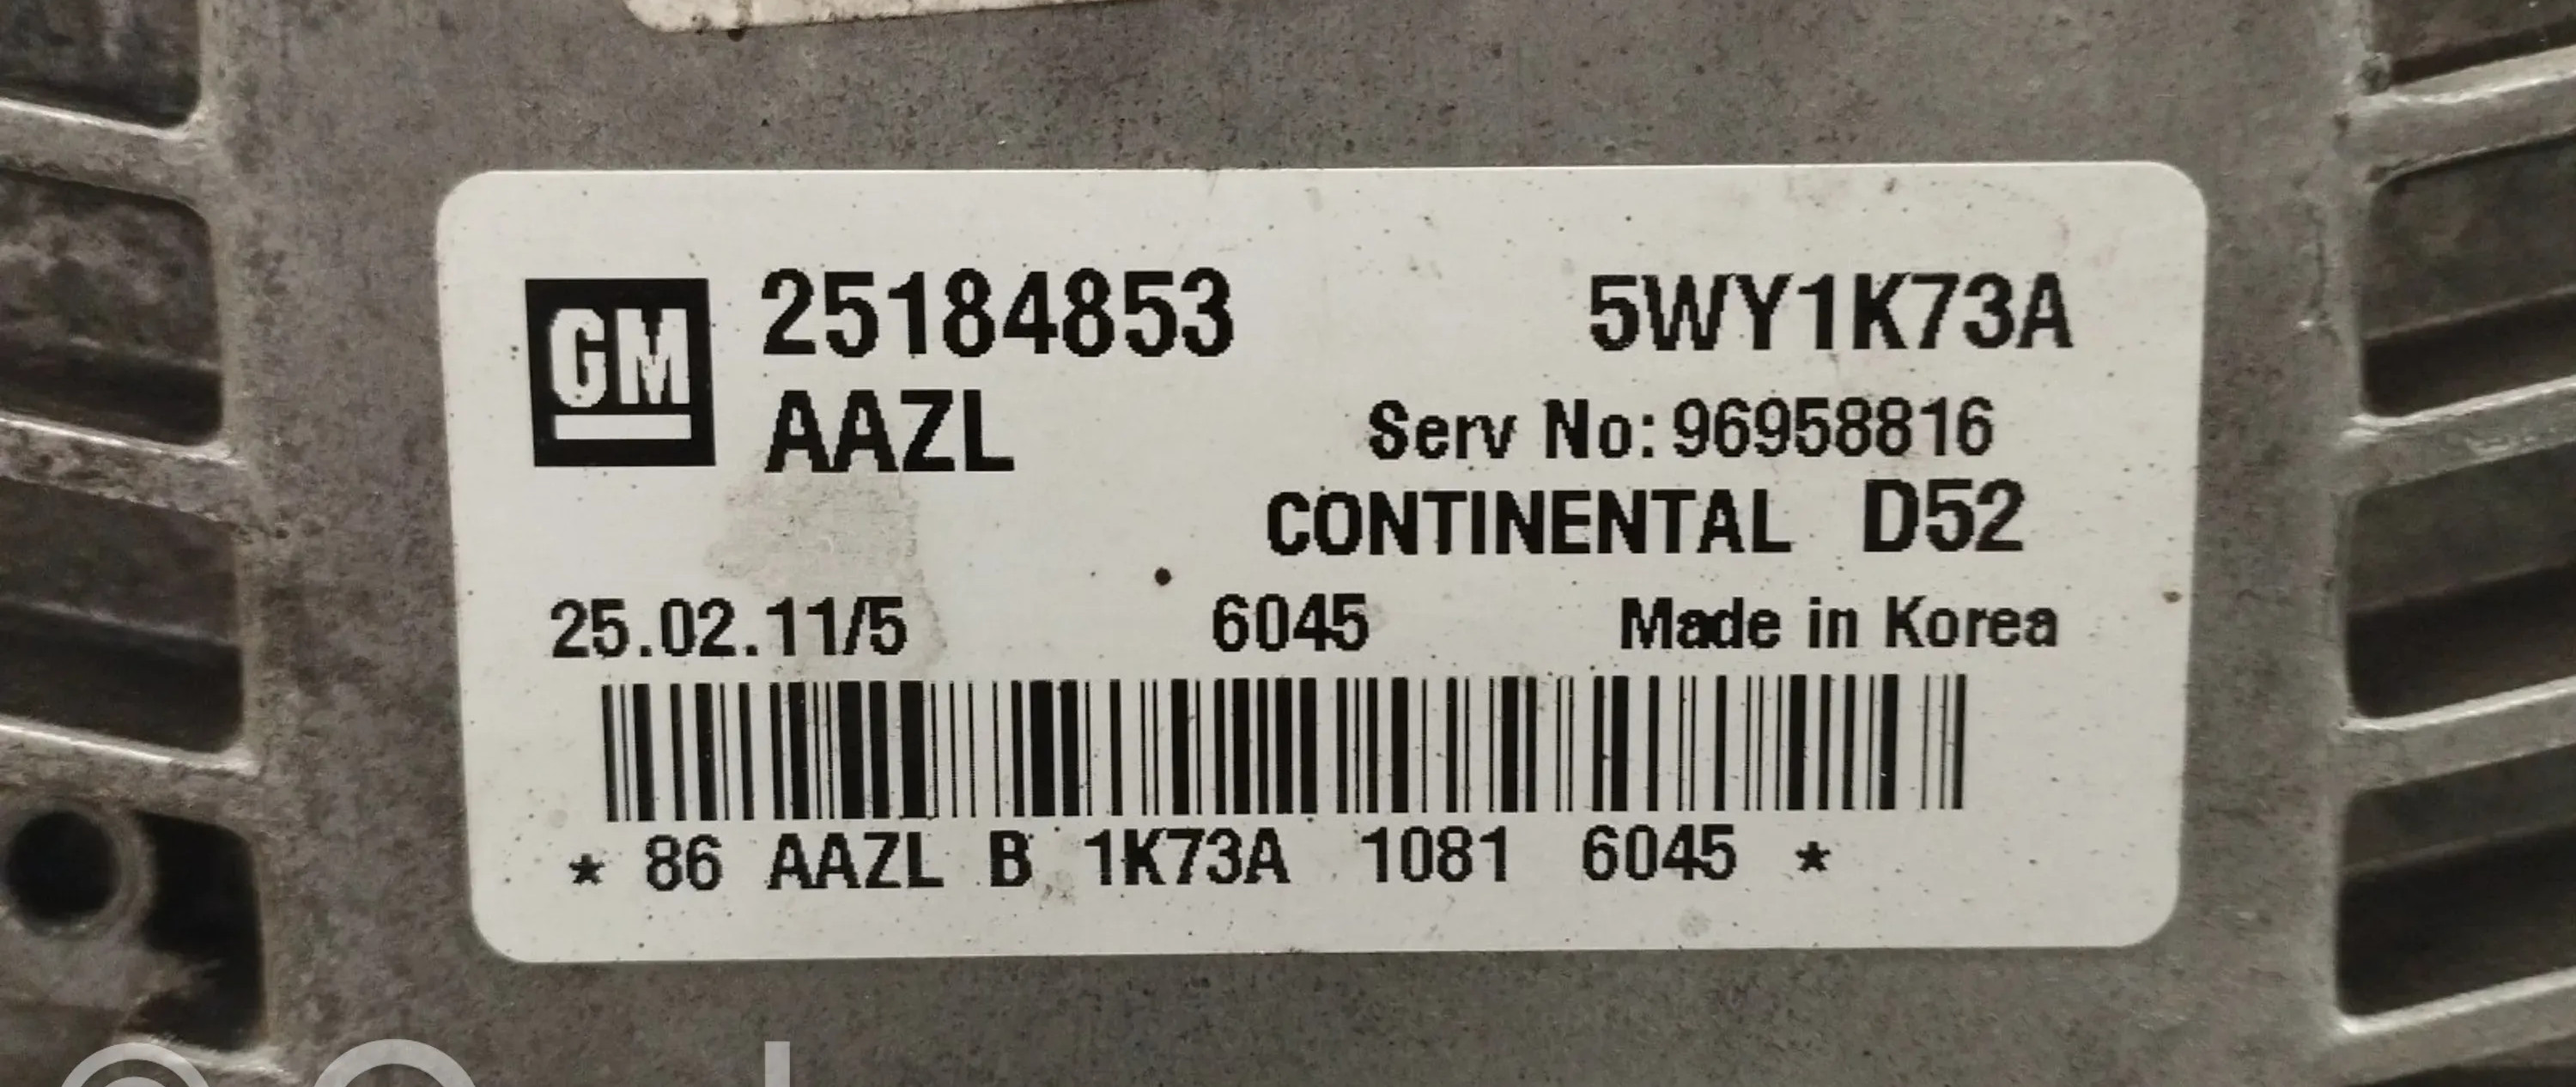 GM 25184853 5WY1K73A
AAZL Serv No: 96958816
CONTINENTAL D52
25.02.11/5 6045 Made in Korea
* 86 AAZL B 1K73A 1081 6045 *